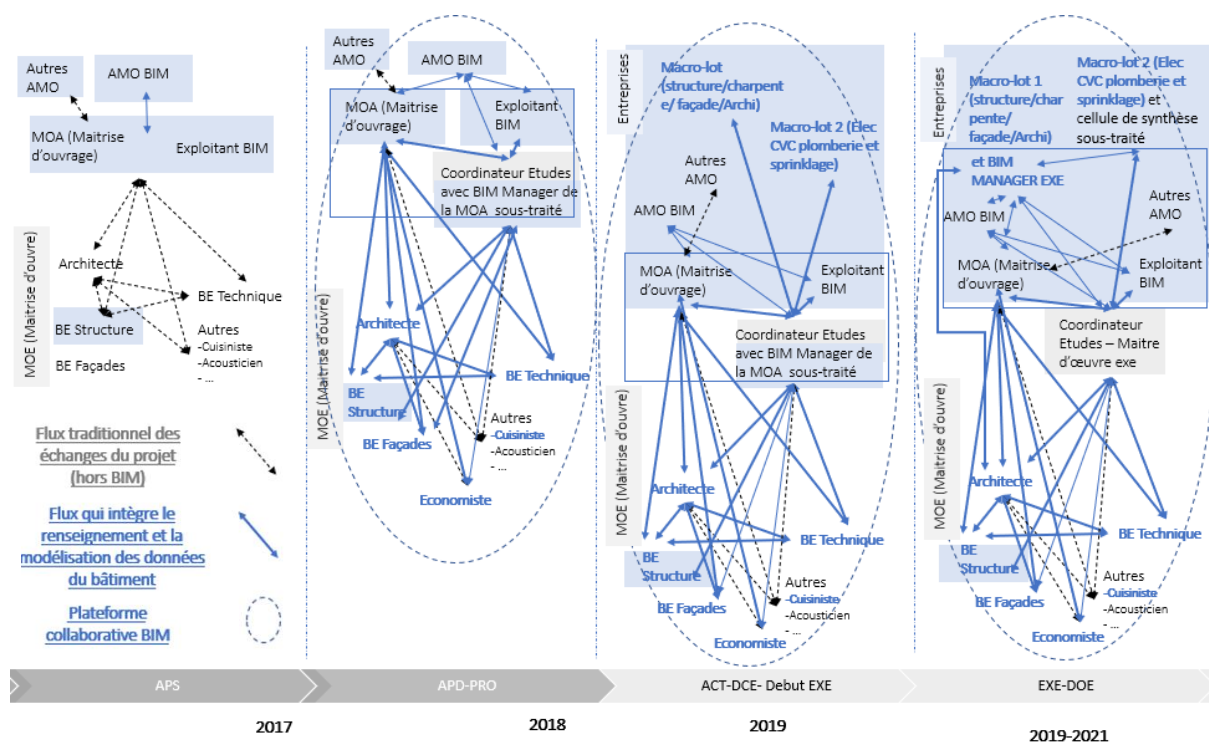 Autres
AMO
AMO BIM
MOA (Maitrise
d'ouvrage)
Exploitant BIM
MOE (Maitrise d'ouvre)
Architecte
BE Technique
BE Structure
BE Façades
Autres
-Cuisiniste
-Acousticien
- ...
Flux traditionnel des
échanges du projet
(hors BIM)
Flux qui intègre le
renseignement et la
modélisation des données
du bâtiment
Plateforme
collaborative BIM
Autres
AMO
AMO BIM
MOA (Maitrise
d'ouvrage)
Exploitant
BIM
Coordinateur Etudes
avec BIM Manager de
la MOA sous-traité
MOE (Maitrise d'ouvre)
Architecte
BE Technique
BE
Structure
BE Façades
Autres
-Cuisiniste
-Acousticien
- ...
Economiste
Entreprises
Macro-lot
(structure/charpent
e/ façade/Archi)
Macro-lot 2 (Elec
CVC plomberie et
sprinklage)
Autres
AMO
AMO BIM
MOA (Maitrise
d'ouvrage)
Exploitant
BIM
Coordinateur Etudes
avec BIM Manager de
la MOA sous-traité
MOE (Maitrise d'ouvre)
Architecte
BE Technique
BE
Structure
BE Façades
Autres
-Cuisiniste
-Acousticien
- ...
Economiste
Entreprises
Macro-lot 1
(structure/char
pente/
façade/Archi)
et BIM
MANAGER EXE
Macro-lot 2 (Elec
CVC plomberie et
sprinklage) et
cellule de synthèse
sous-traité
Autres
AMO
AMO BIM
MOA (Maitrise
d'ouvrage)
Exploitant
BIM
Coordinateur
Etudes – Maitre
d'œuvre exe
MOE (Maitrise d'ouvre)
Architecte
BE Technique
BE
Structure
BE Façades
Autres
-Cuisiniste
-Acousticien
- ...
Economiste
APS
APD-PRO
ACT-DCE- Debut EXE
EXE-DOE
2017
2018
2019
2019-2021